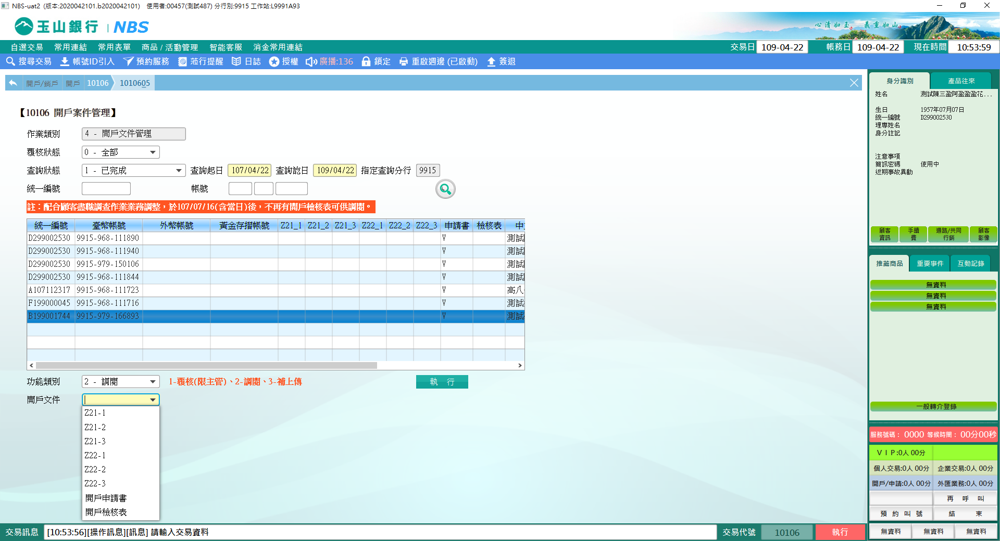 NBS-uat2 (版本:2020042101.b2020042101) 使用者:00457(測試487) 分行別:9915 工作站:L9991A93
玉山銀行 | NBS
心清如玉 義重如山
自選交易 常用連結 常用表單 商品 / 活動管理 智能客服 消金常用連結 交易日 109-04-22 帳務日 109-04-22 現在時間 10:53:59
搜尋交易 帳號ID引入 預約服務 蒞行提醒 日誌 授權 廣播:136 鎖定 重啟週邊 (已啟動) 簽退
開戶/銷戶 開戶 10106 1010605
【10106 開戶案件管理】
作業類別 4 - 開戶文件管理
覆核狀態 0 - 全部
查詢狀態 1 - 已完成 查詢起日 107/04/22 查詢訖日 109/04/22 指定查詢分行 9915
統一編號 帳號
註：配合顧客盡職調查作業業務調整，於107/07/16(含當日)後，不再有開戶檢核表可供調閱。
統一編號 臺幣帳號 外幣帳號 黃金存摺帳號 Z21_1 Z21_2 Z21_3 Z22_1 Z22_2 Z22_3 申請書 檢核表 中
D299002530 9915-968-111890 V 測試
D299002530 9915-968-111940 V 測試
D299002530 9915-979-150106 V 測試
D299002530 9915-968-111844 V 測試
A107112317 9915-968-111723 V 高八
F199000045 9915-968-111716 V 測試
B199001744 9915-979-166893 V 測試
功能類別 2 - 調閱 1-覆核(限主管)、2-調閱、3-補上傳 執 行
開戶文件
Z21-1
Z21-2
Z21-3
Z22-1
Z22-2
Z22-3
開戶申請書
開戶檢核表
身分識別 產品往來
姓名 測試陳三盈阿盈盈盈花...
生日 1957年07月07日
統一編號 D299002530
理專姓名
身分註記
注意事項
簡訊密碼 使用中
近期事故異動
顧客資訊 手續費 通路/共同行銷 顧客影像
推薦商品 重要事件 互動記錄
無資料
無資料
無資料
一般轉介登錄
服務號碼： 0000 等候時間： 00分00秒
ＶＩＰ:0人 00分
個人交易:0人 00分 企業交易:0人 00分
開戶/申請:0人 00分 外匯業務:0人 00分
再 呼 叫
預 約 叫 號 結 束
無資料 無資料 無資料
交易訊息 [10:53:56][操作訊息][訊息] 請輸入交易資料 交易代號 10106 執行